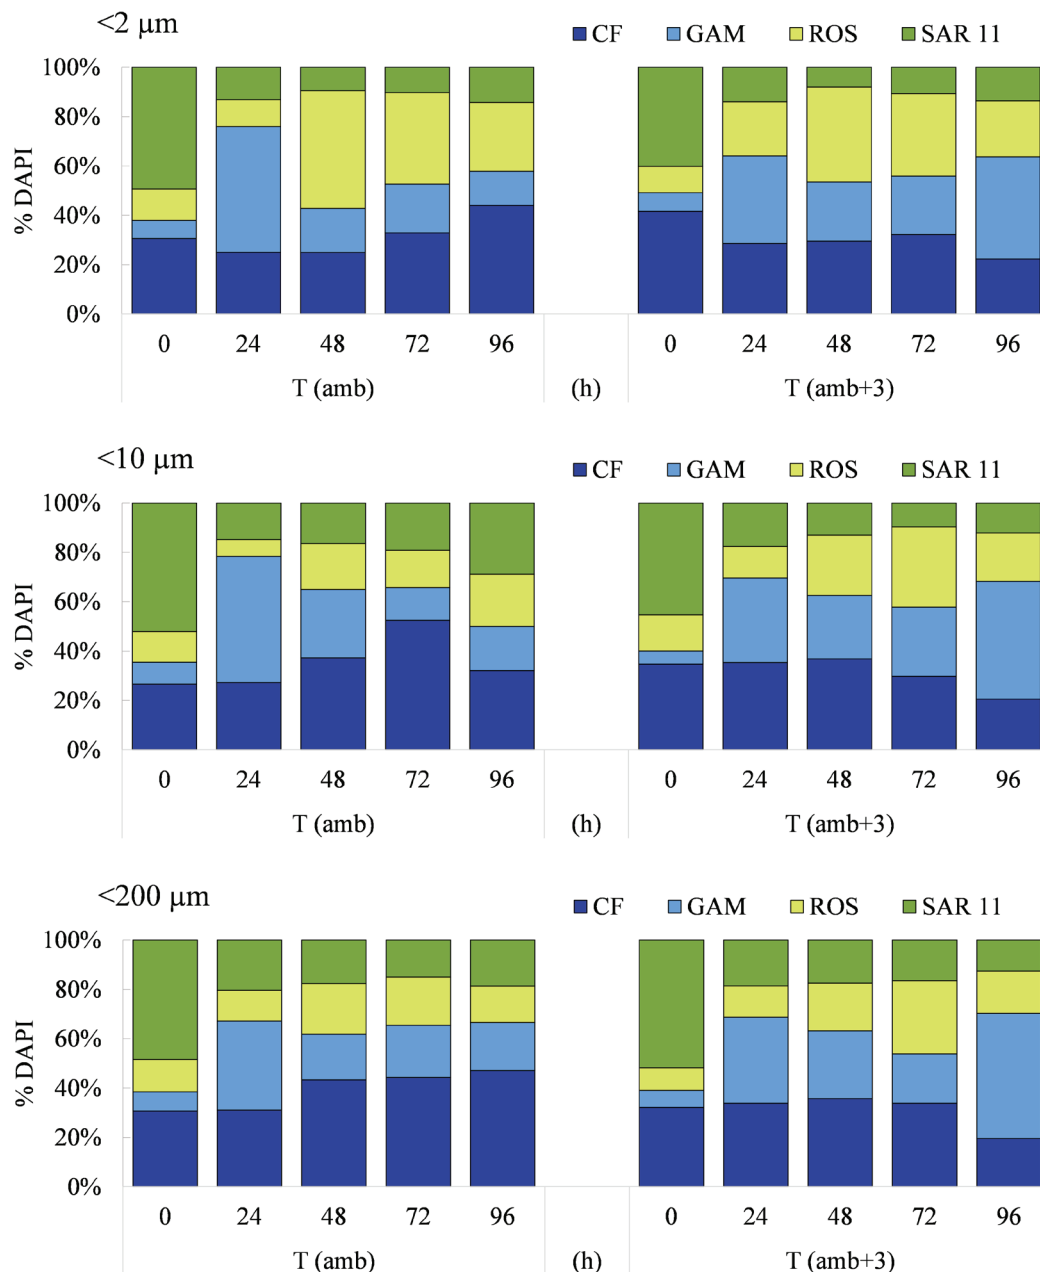 <2 μm
CF GAM ROS SAR 11
100%
80%
60%
40%
20%
0%
% DAPI
0 24 48 72 96 0 24 48 72 96
T (amb) (h) T (amb+3)
<10 μm
CF GAM ROS SAR 11
100%
80%
60%
40%
20%
0%
% DAPI
0 24 48 72 96 0 24 48 72 96
T (amb) (h) T (amb+3)
<200 μm
CF GAM ROS SAR 11
100%
80%
60%
40%
20%
0%
% DAPI
0 24 48 72 96 0 24 48 72 96
T (amb) (h) T (amb+3)